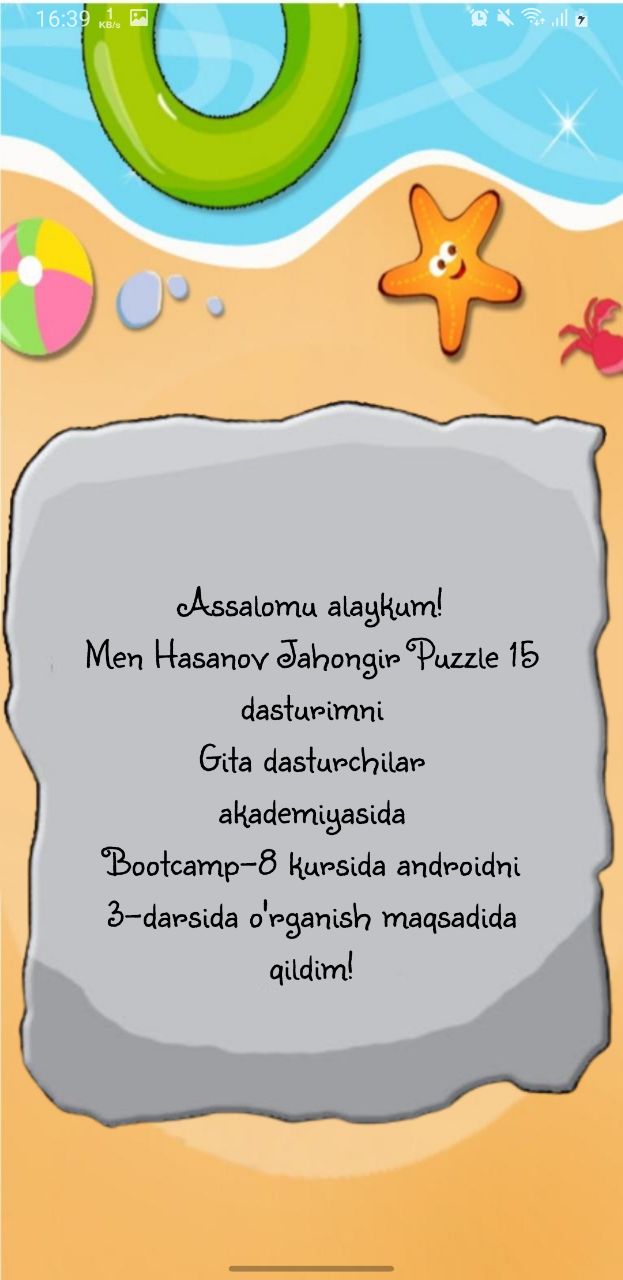 16:39 1 KB/s
Assalomu alaykum!
Men Hasanov Jahongir Puzzle 15
dasturimni
Gita dasturchilar
akademiyasida
Bootcamp-8 kursida androidni
3-darsida o'rganish maqsadida
qildim!